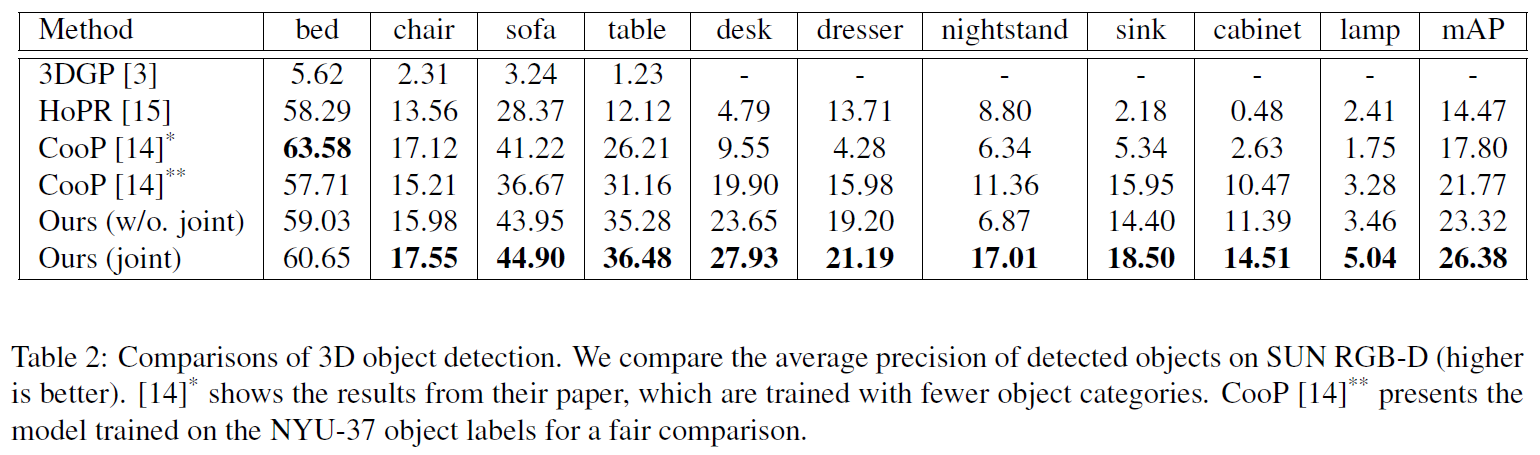 Method bed chair sofa table desk dresser nightstand sink cabinet lamp mAP
3DGP [3] 5.62 2.31 3.24 1.23 - - - - - - -
HoPR [15] 58.29 13.56 28.37 12.12 4.79 13.71 8.80 2.18 0.48 2.41 14.47
CooP [14]* 63.58 17.12 41.22 26.21 9.55 4.28 6.34 5.34 2.63 1.75 17.80
CooP [14]** 57.71 15.21 36.67 31.16 19.90 15.98 11.36 15.95 10.47 3.28 21.77
Ours (w/o. joint) 59.03 15.98 43.95 35.28 23.65 19.20 6.87 14.40 11.39 3.46 23.32
Ours (joint) 60.65 17.55 44.90 36.48 27.93 21.19 17.01 18.50 14.51 5.04 26.38
Table 2: Comparisons of 3D object detection. We compare the average precision of detected objects on SUN RGB-D (higher
is better). [14]* shows the results from their paper, which are trained with fewer object categories. CooP [14]** presents the
model trained on the NYU-37 object labels for a fair comparison.